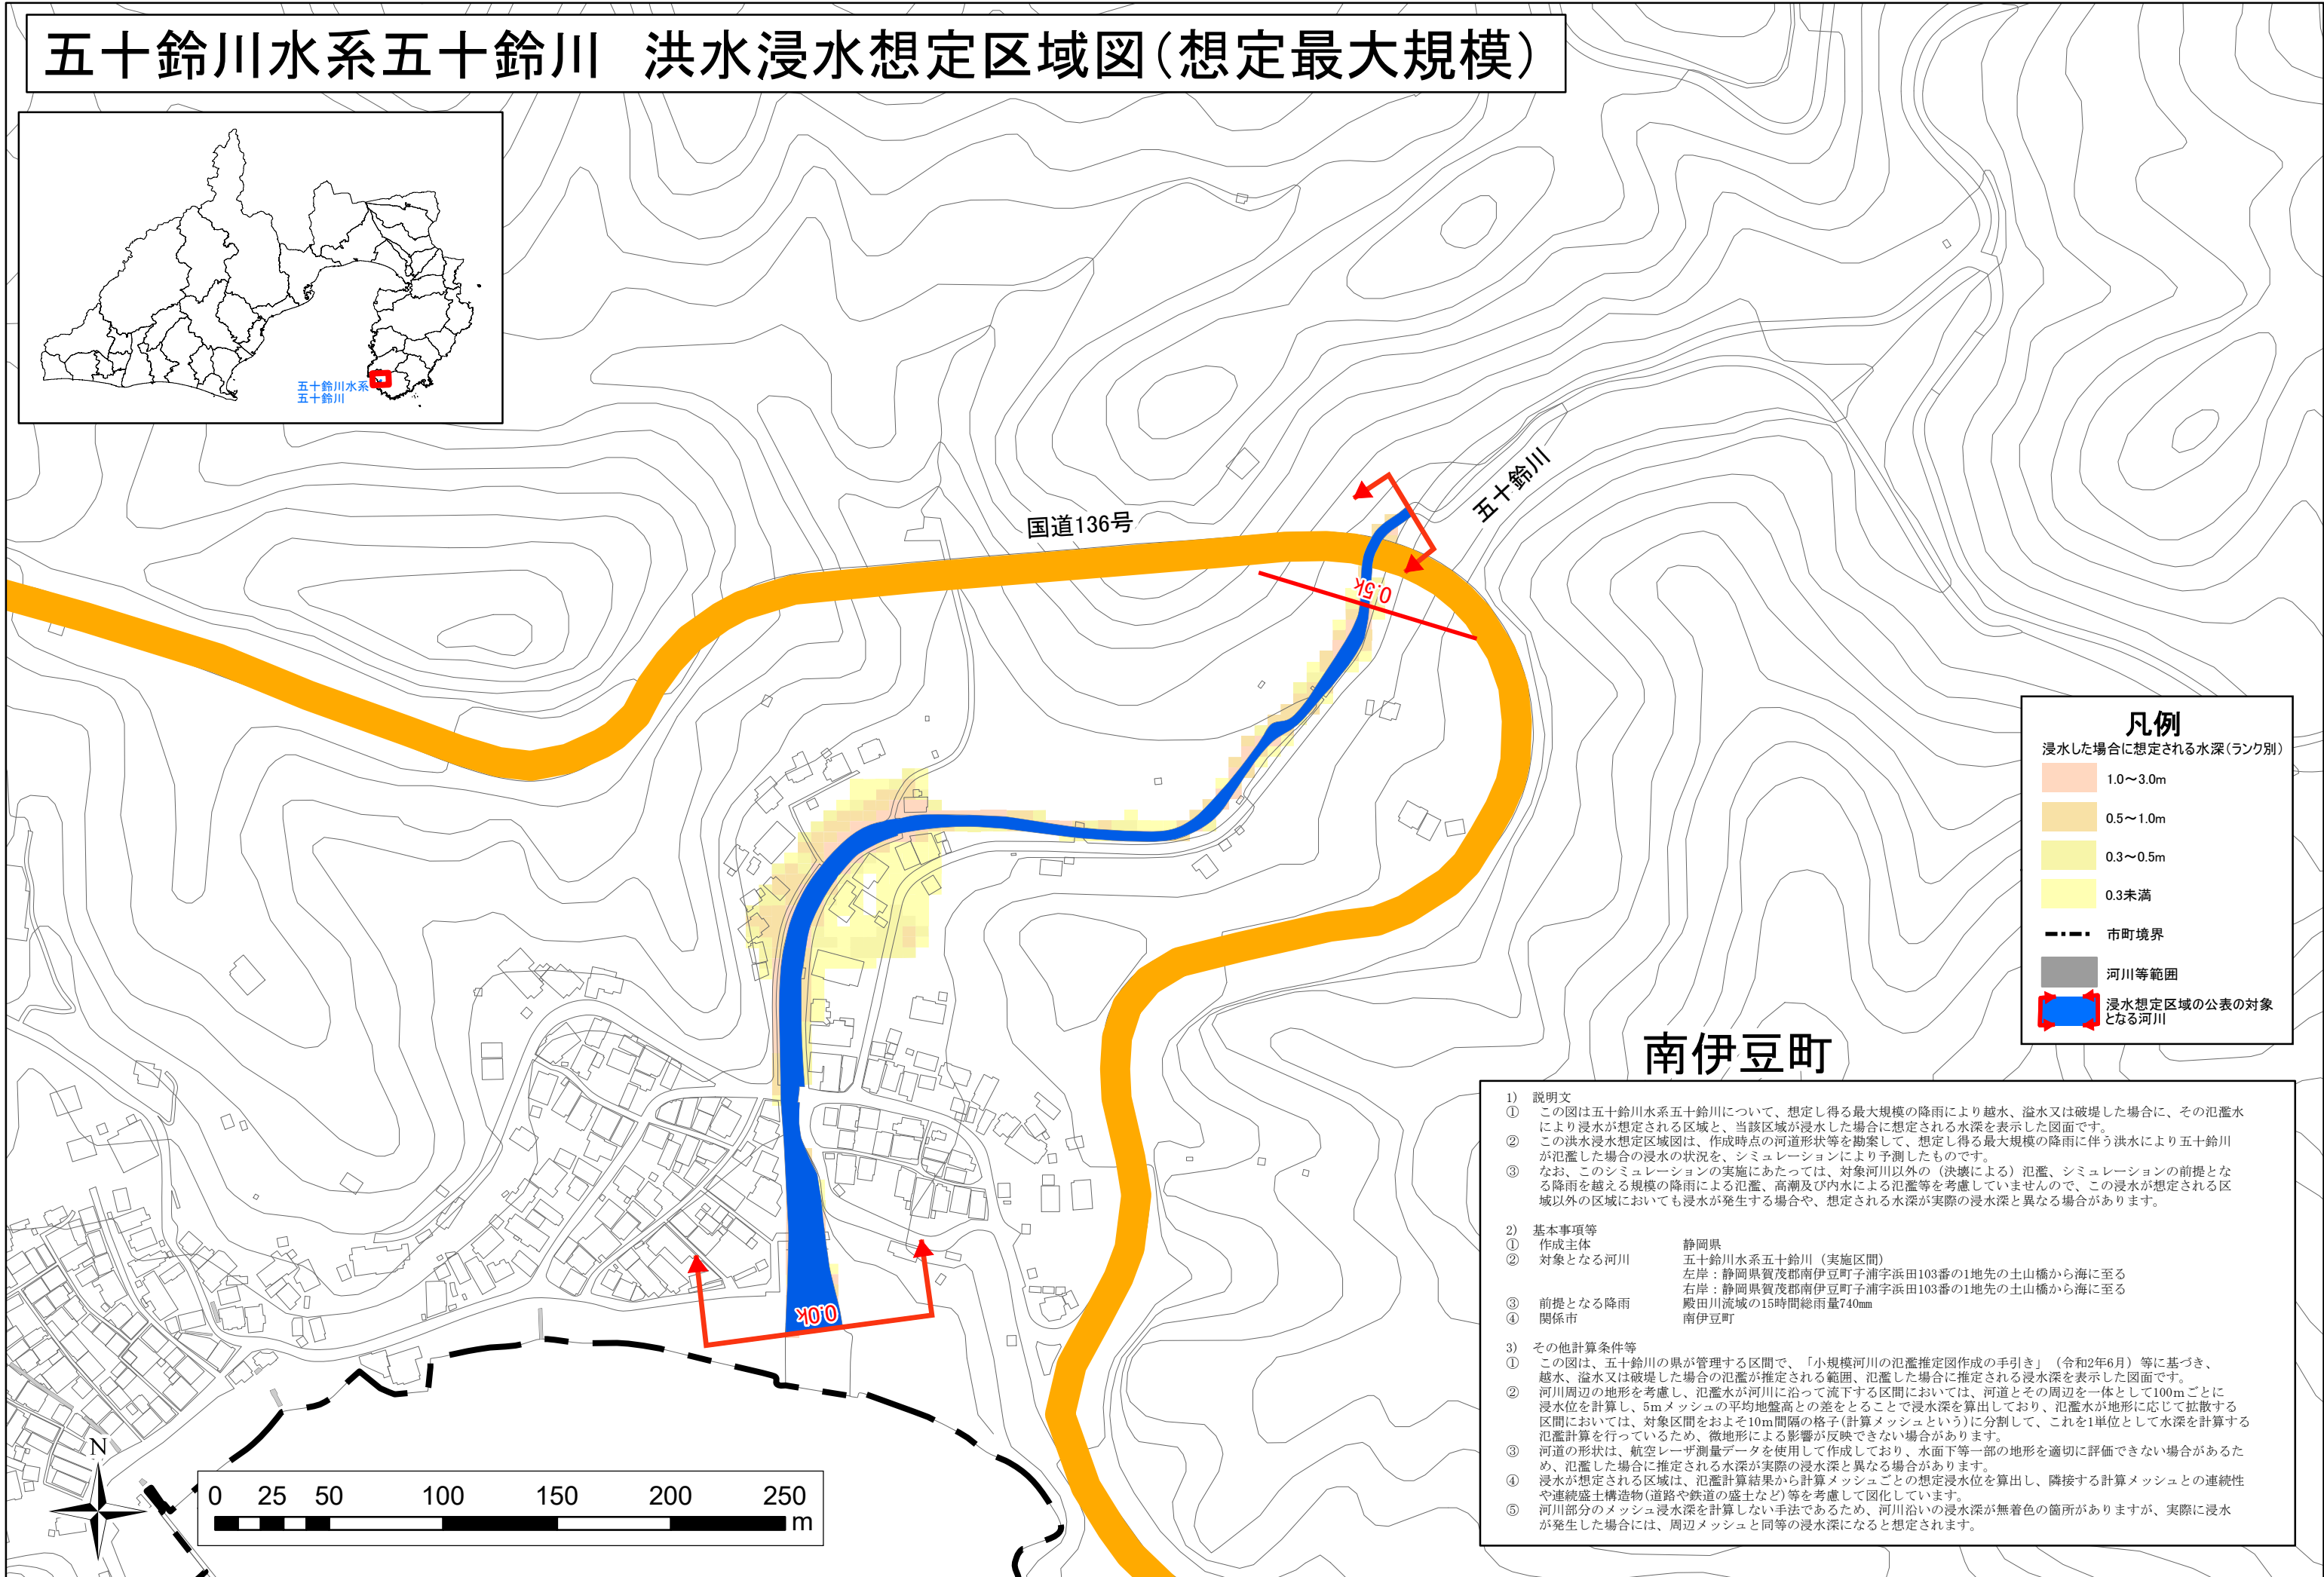 五十鈴川水系五十鈴川　洪水浸水想定区域図(想定最大規模)
五十鈴川水系
五十鈴川
国道136号
五十鈴川
0.5k
0.0k
凡例
浸水した場合に想定される水深(ランク別)
1.0～3.0m
0.5～1.0m
0.3～0.5m
0.3未満
市町境界
河川等範囲
浸水想定区域の公表の対象
となる河川
南伊豆町
1)　説明文
①　この図は五十鈴川水系五十鈴川について、想定し得る最大規模の降雨により越水、溢水又は破堤した場合に、その氾濫水
により浸水が想定される区域と、当該区域が浸水した場合に想定される水深を表示した図面です。
②　この洪水浸水想定区域図は、作成時点の河道形状等を勘案して、想定し得る最大規模の降雨に伴う洪水により五十鈴川
が氾濫した場合の浸水の状況を、シミュレーションにより予測したものです。
③　なお、このシミュレーションの実施にあたっては、対象河川以外の（決壊による）氾濫、シミュレーションの前提とな
る降雨を越える規模の降雨による氾濫、高潮及び内水による氾濫等を考慮していませんので、この浸水が想定される区
域以外の区域においても浸水が発生する場合や、想定される水深が実際の浸水深と異なる場合があります。
2)　基本事項等
①　作成主体　静岡県
②　対象となる河川　五十鈴川水系五十鈴川（実施区間）
左岸：静岡県賀茂郡南伊豆町子浦字浜田103番の1地先の土山橋から海に至る
右岸：静岡県賀茂郡南伊豆町子浦字浜田103番の1地先の土山橋から海に至る
③　前提となる降雨　殿田川流域の15時間総雨量740mm
④　関係市　南伊豆町
3)　その他計算条件等
①　この図は、五十鈴川の県が管理する区間で、「小規模河川の氾濫推定図作成の手引き」（令和2年6月）等に基づき、
越水、溢水又は破堤した場合の氾濫が推定される範囲、氾濫した場合に推定される浸水深を表示した図面です。
②　河川周辺の地形を考慮し、氾濫水が河川に沿って流下する区間においては、河道とその周辺を一体として100mごとに
浸水位を計算し、5mメッシュの平均地盤高との差をとることで浸水深を算出しており、氾濫水が地形に応じて拡散する
区間においては、対象区間をおよそ10m間隔の格子(計算メッシュという)に分割して、これを1単位として水深を計算する
氾濫計算を行っているため、微地形による影響が反映できない場合があります。
③　河道の形状は、航空レーザ測量データを使用して作成しており、水面下等一部の地形を適切に評価できない場合があるた
め、氾濫した場合に推定される水深が実際の浸水深と異なる場合があります。
④　浸水が想定される区域は、氾濫計算結果から計算メッシュごとの想定浸水位を算出し、隣接する計算メッシュとの連続性
や連続盛土構造物(道路や鉄道の盛土など)等を考慮して図化しています。
⑤　河川部分のメッシュ浸水深を計算しない手法であるため、河川沿いの浸水深が無着色の箇所がありますが、実際に浸水
が発生した場合には、周辺メッシュと同等の浸水深になると想定されます。
N
0 25 50 100 150 200 250
m